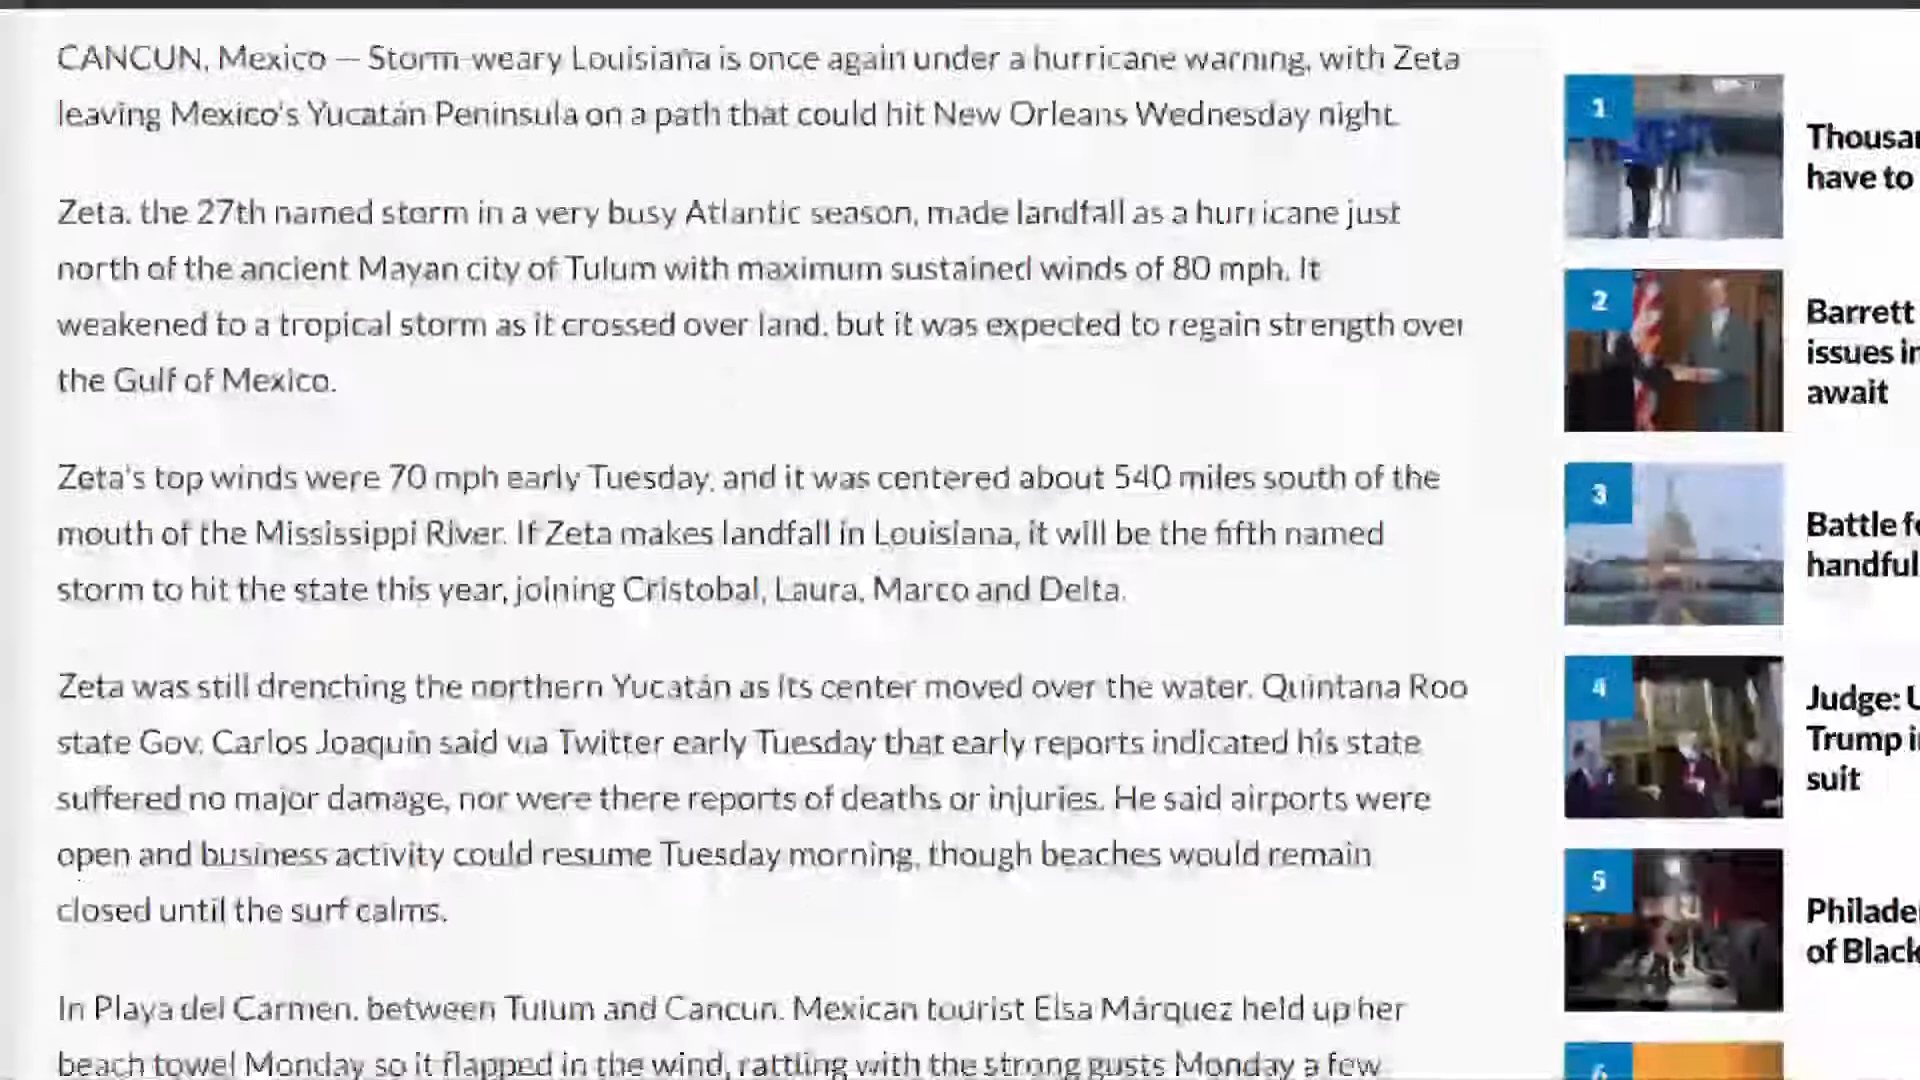 CANCUN, Mexico — Storm-weary Louisiana is once again under a hurricane warning, with Zeta
leaving Mexico's Yucatán Peninsula on a path that could hit New Orleans Wednesday night.
Zeta, the 27th named storm in a very busy Atlantic season, made landfall as a hurricane just
north of the ancient Mayan city of Tulum with maximum sustained winds of 80 mph. It
weakened to a tropical storm as it crossed over land, but it was expected to regain strength over
the Gulf of Mexico.
Zeta's top winds were 70 mph early Tuesday, and it was centered about 540 miles south of the
mouth of the Mississippi River. If Zeta makes landfall in Louisiana, it will be the fifth named
storm to hit the state this year, joining Cristobal, Laura, Marco and Delta.
Zeta was still drenching the northern Yucatán as its center moved over the water. Quintana Roo
state Gov. Carlos Joaquín said via Twitter early Tuesday that early reports indicated his state
suffered no major damage, nor were there reports of deaths or injuries. He said airports were
open and business activity could resume Tuesday morning, though beaches would remain
closed until the surf calms.
In Playa del Carmen, between Tulum and Cancun, Mexican tourist Elsa Márquez held up her
beach towel Monday so it flapped in the wind, rattling with the strong gusts Monday a few
1
Thousan
have to
2
Barrett
issues in
await
3
Battle fo
handful
4
Judge: U
Trump i
suit
5
Philadel
of Black
6